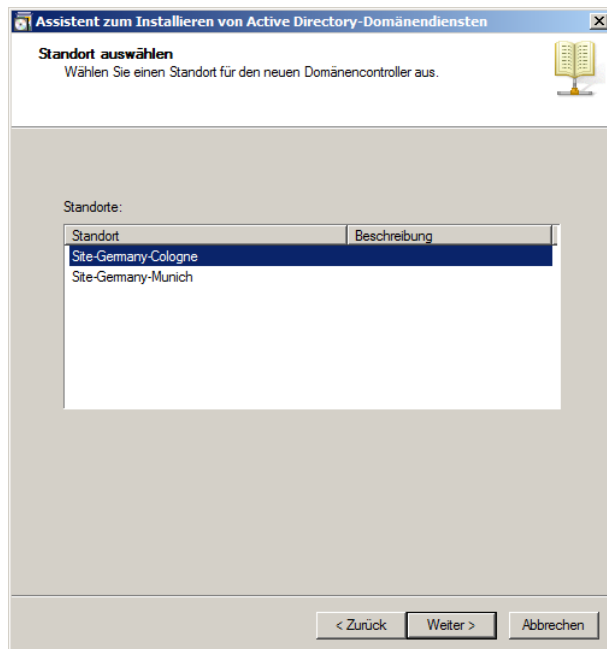 Assistent zum Installieren von Active Directory-Domänendiensten
Standort auswählen
Wählen Sie einen Standort für den neuen Domänencontroller aus.
Standorte:
Standort Beschreibung
Site-Germany-Cologne
Site-Germany-Munich
< Zurück Weiter > Abbrechen